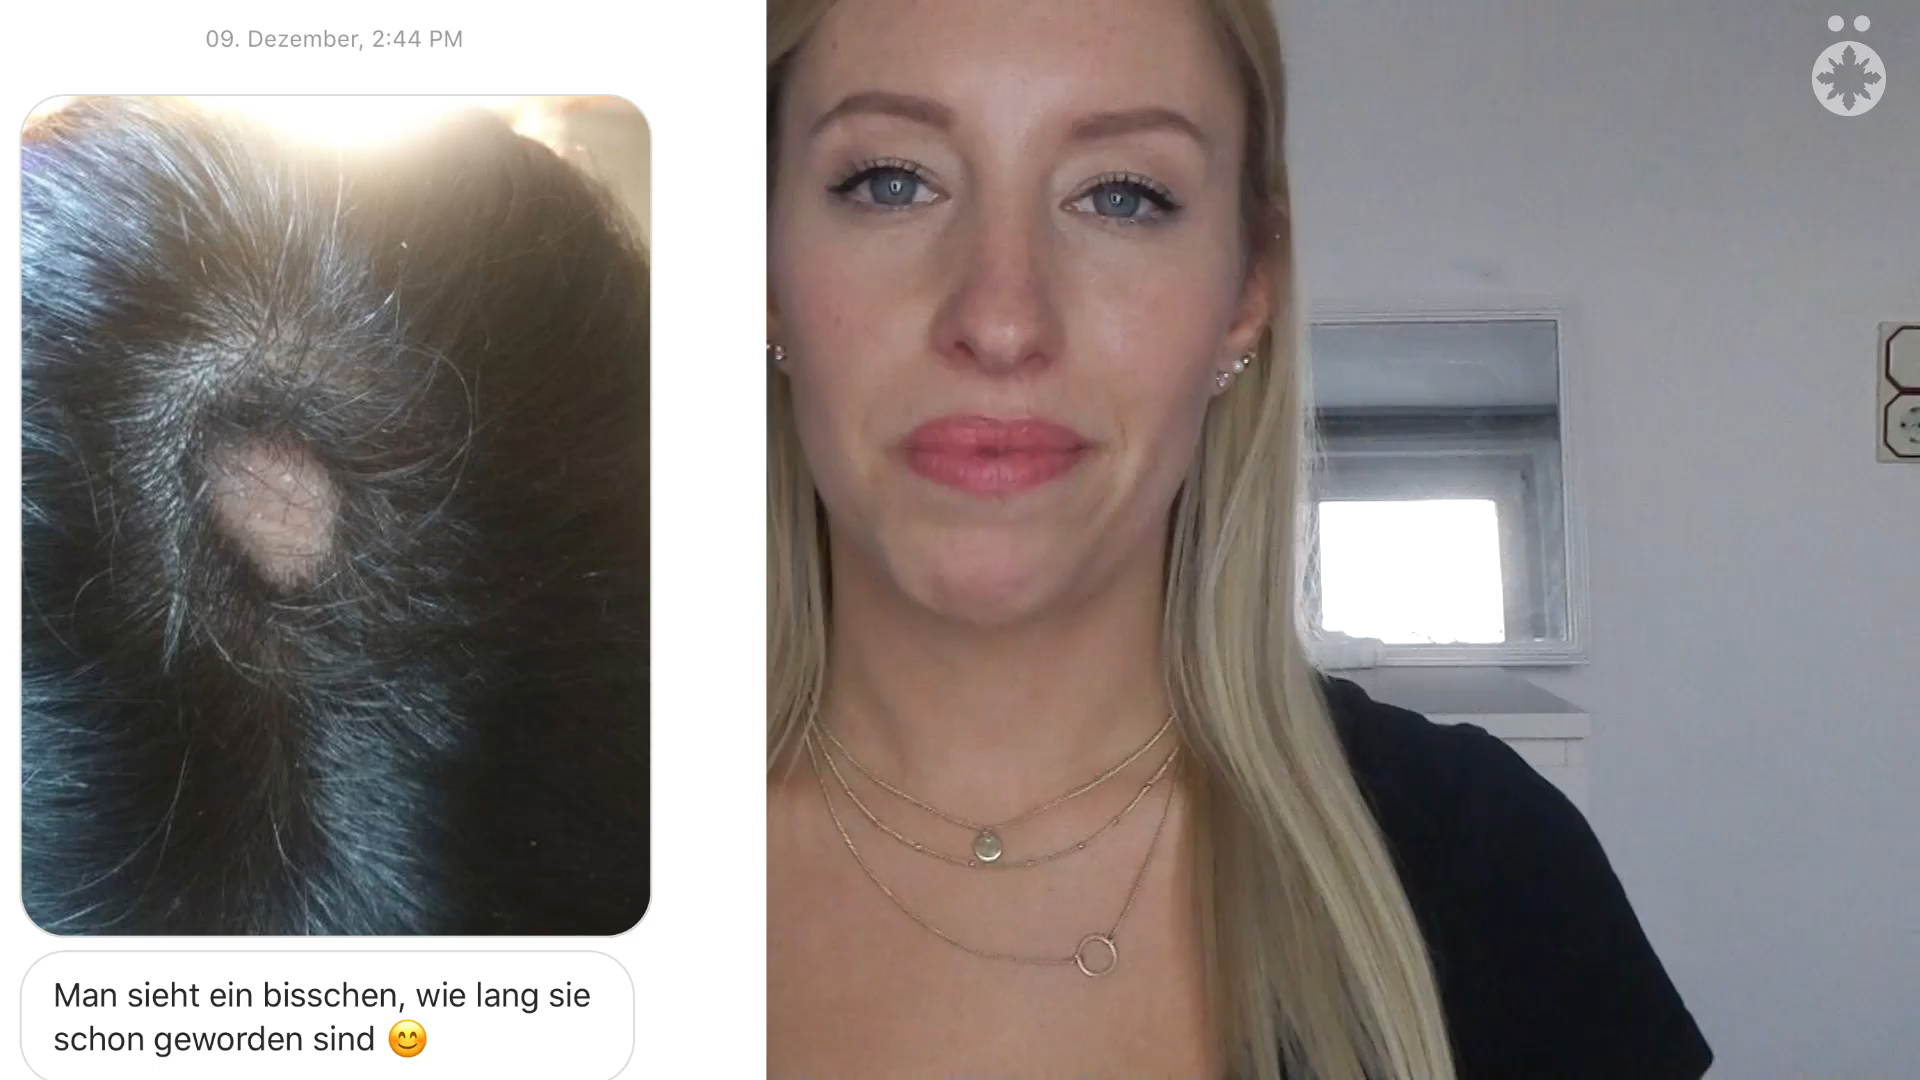 09. Dezember, 2:44 PM
Man sieht ein bisschen, wie lang sie
schon geworden sind 😊